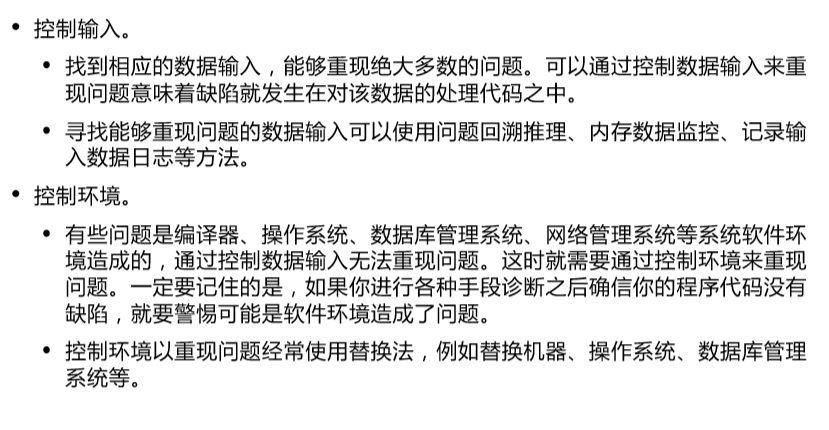 • 控制输入。
• 找到相应的数据输入，能够重现绝大多数的问题。可以通过控制数据输入来重
现问题意味着缺陷就发生在对该数据的处理代码之中。
• 寻找能够重现问题的数据输入可以使用问题回溯推理、内存数据监控、记录输
入数据日志等方法。
• 控制环境。
• 有些问题是编译器、操作系统、数据库管理系统、网络管理系统等系统软件环
境造成的，通过控制数据输入无法重现问题。这时就需要通过控制环境来重现
问题。一定要记住的是，如果你进行各种手段诊断之后确信你的程序代码没有
缺陷，就要警惕可能是软件环境造成了问题。
• 控制环境以重现问题经常使用替换法，例如替换机器、操作系统、数据库管理
系统等。